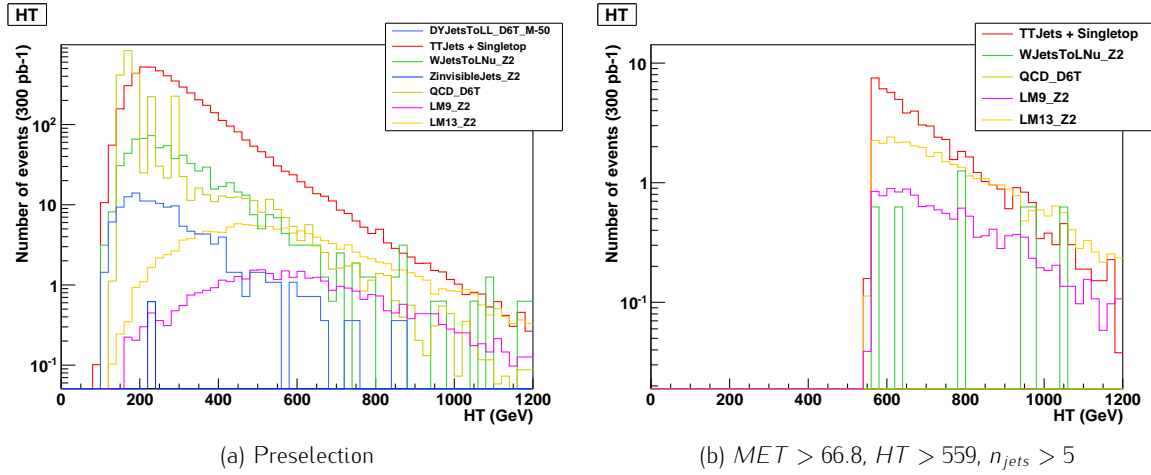 HT
Number of events (300 pb-1)
10²
10
1
10⁻¹
0 200 400 600 800 1000 1200
HT (GeV)
DYJetsToLL_D6T_M-50
TTJets + Singletop
WJetsToLNu_Z2
ZinvisibleJets_Z2
QCD_D6T
LM9_Z2
LM13_Z2
(a) Preselection
HT
Number of events (300 pb-1)
10
1
10⁻¹
0 200 400 600 800 1000 1200
HT (GeV)
TTJets + Singletop
WJetsToLNu_Z2
QCD_D6T
LM9_Z2
LM13_Z2
(b) MET > 66.8, HT > 559, n_jets > 5